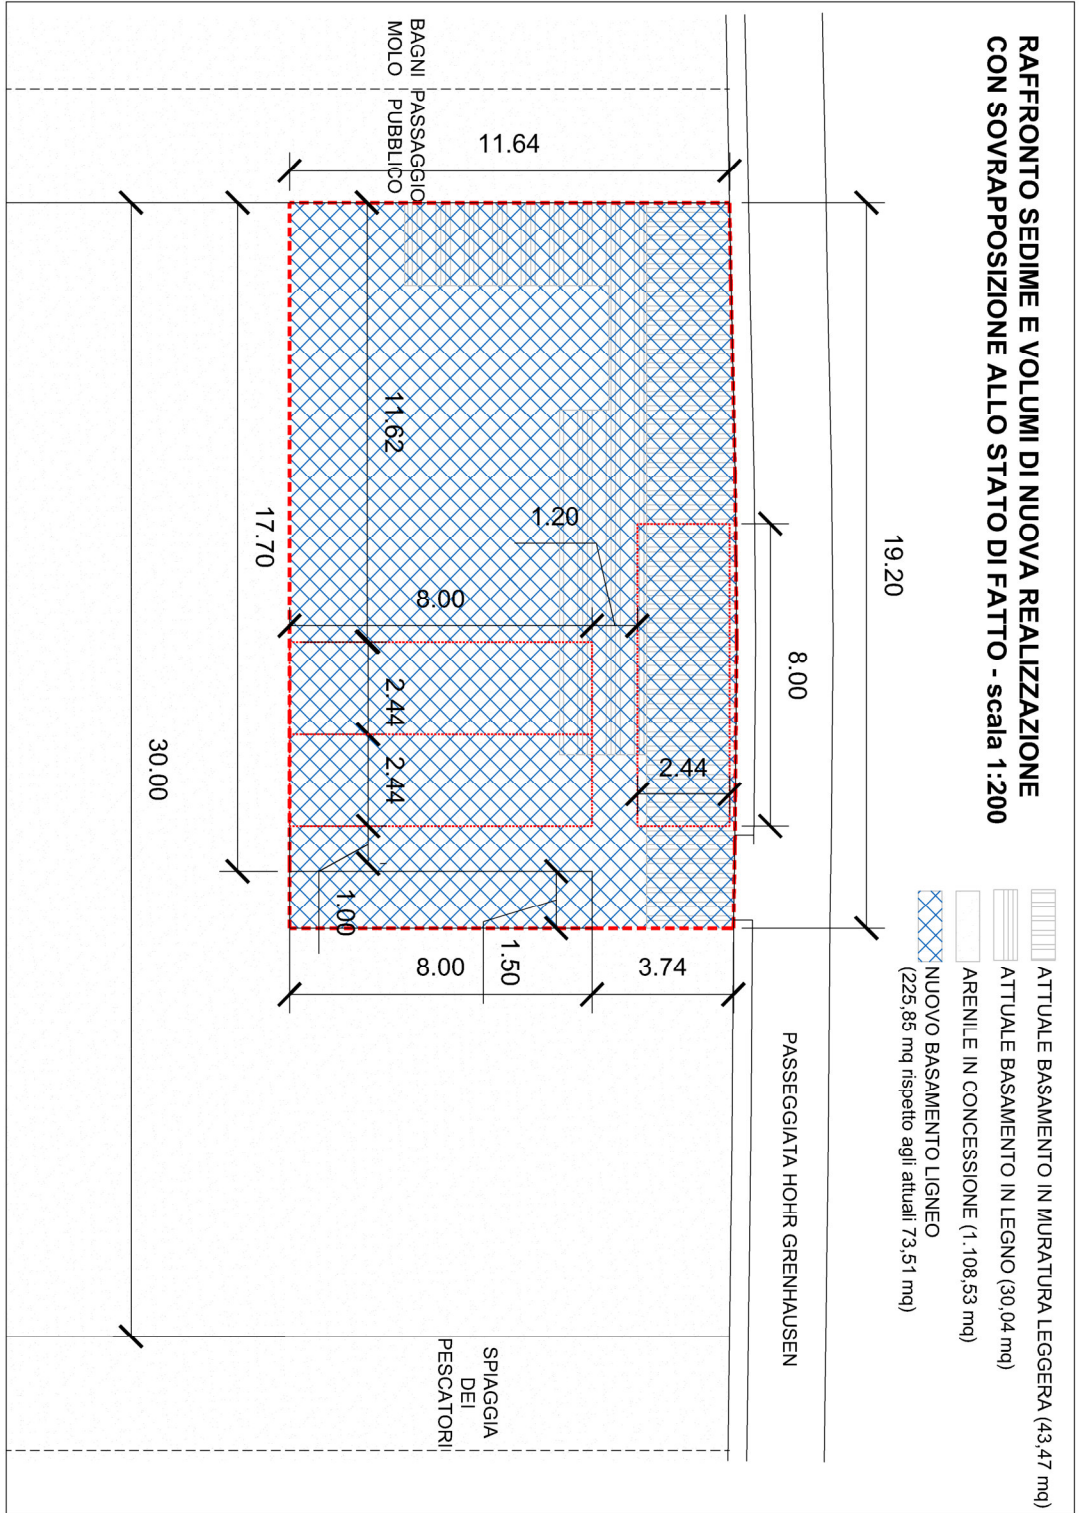 RAFFRONTO SEDIME E VOLUMI DI NUOVA REALIZZAZIONE
CON SOVRAPPOSIZIONE ALLO STATO DI FATTO - scala 1:200
ATTUALE BASAMENTO IN MURATURA LEGGERA (43,47 mq)
ATTUALE BASAMENTO IN LEGNO (30,04 mq)
ARENILE IN CONCESSIONE (1.108,53 mq)
NUOVO BASAMENTO LIGNEO
(225,85 mq rispetto agli attuali 73,51 mq)
19.20
8.00
PASSEGGIATA HOHR GRENHAUSEN
11.64
2.44
3.74
1.20
8.00
8.00
1.50
BAGNI
MOLO
PASSAGGIO
PUBBLICO
11.62
2.44
2.44
1.00
SPIAGGIA
DEI
PESCATORI
17.70
30.00